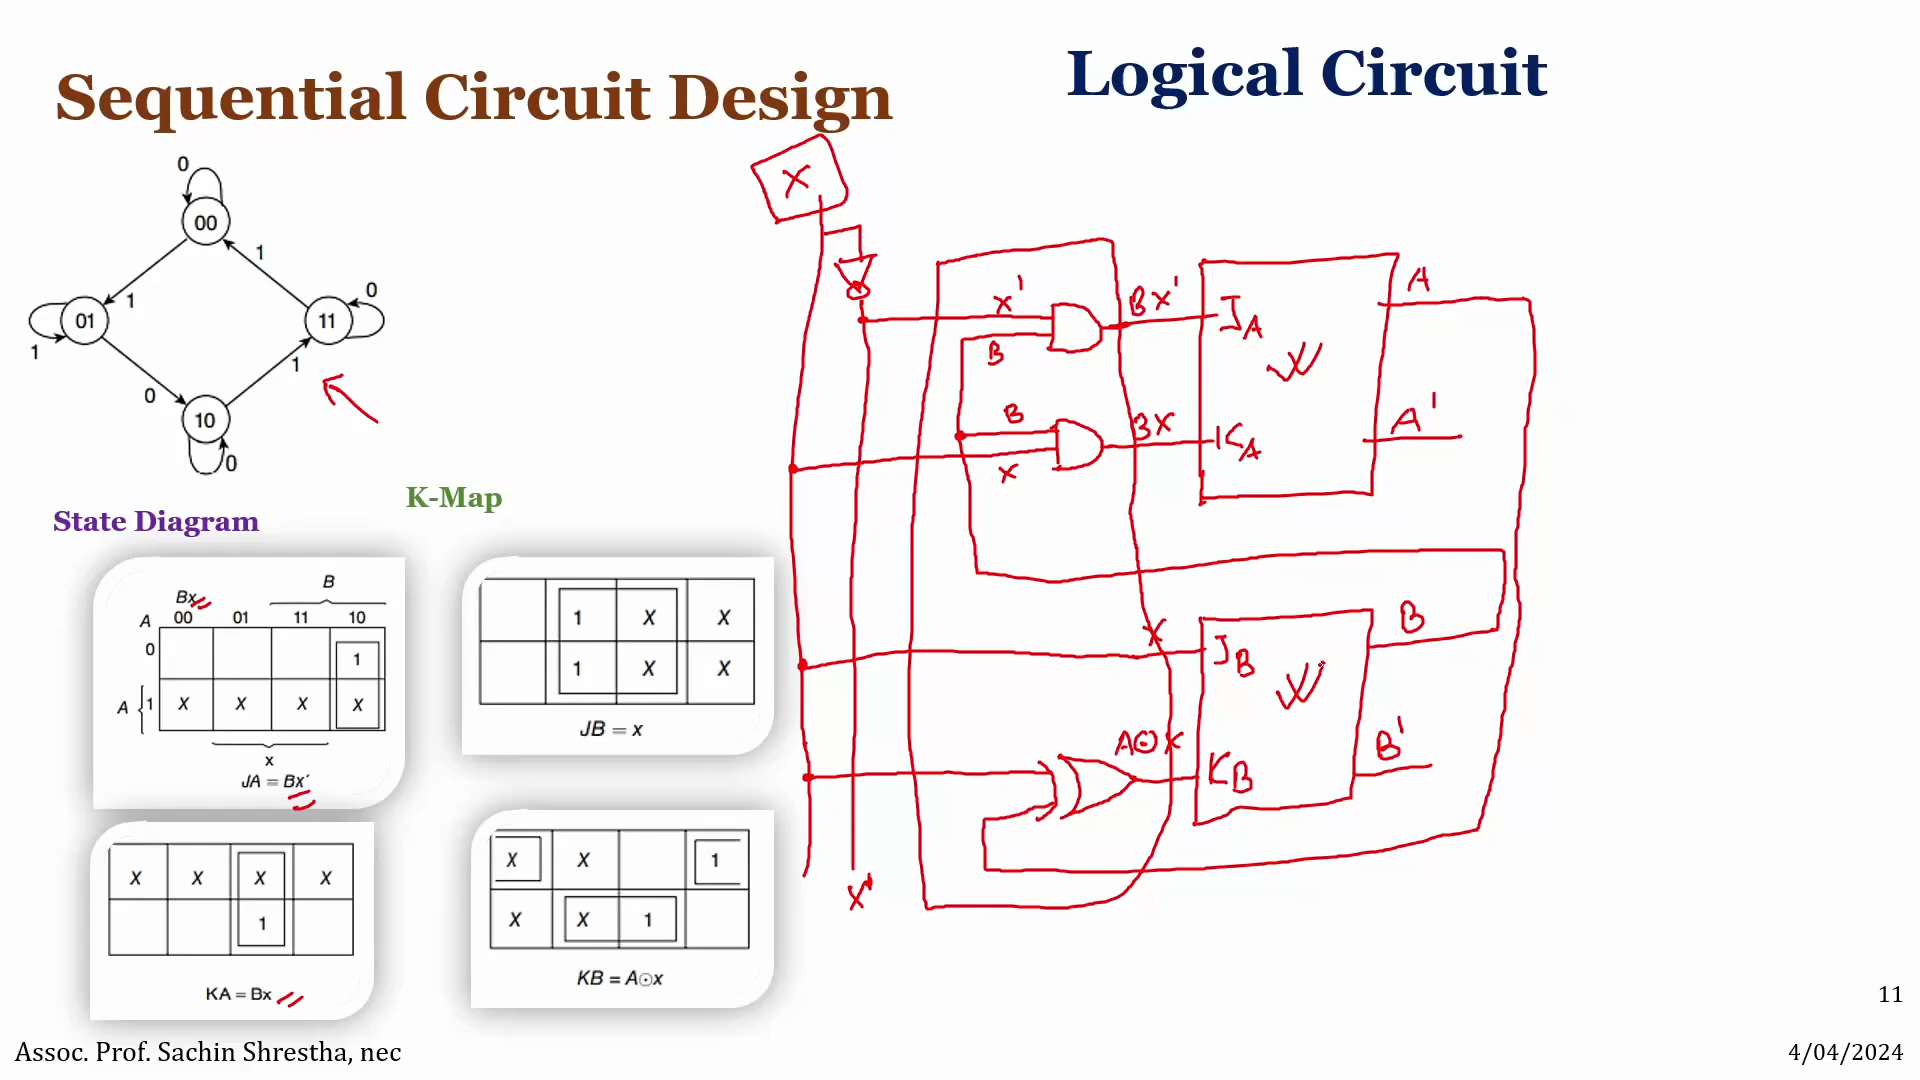 Sequential Circuit Design
Logical Circuit
0
00
1
1
0
01
11
1
0
1
10
0
State Diagram
K-Map
B
Bx
A 00 01 11 10
0 1
A 1 X X X X
x
JA = Bx′
1 X X
1 X X
JB = x
X X X X
1
KA = Bx
X X 1
X X 1
KB = A⊙x
X
x'
B
Bx'
JA
A
B
x
BX
KA
A'
X
JB
B
A⊙X
KB
B'
X'
11
Assoc. Prof. Sachin Shrestha, nec
4/04/2024